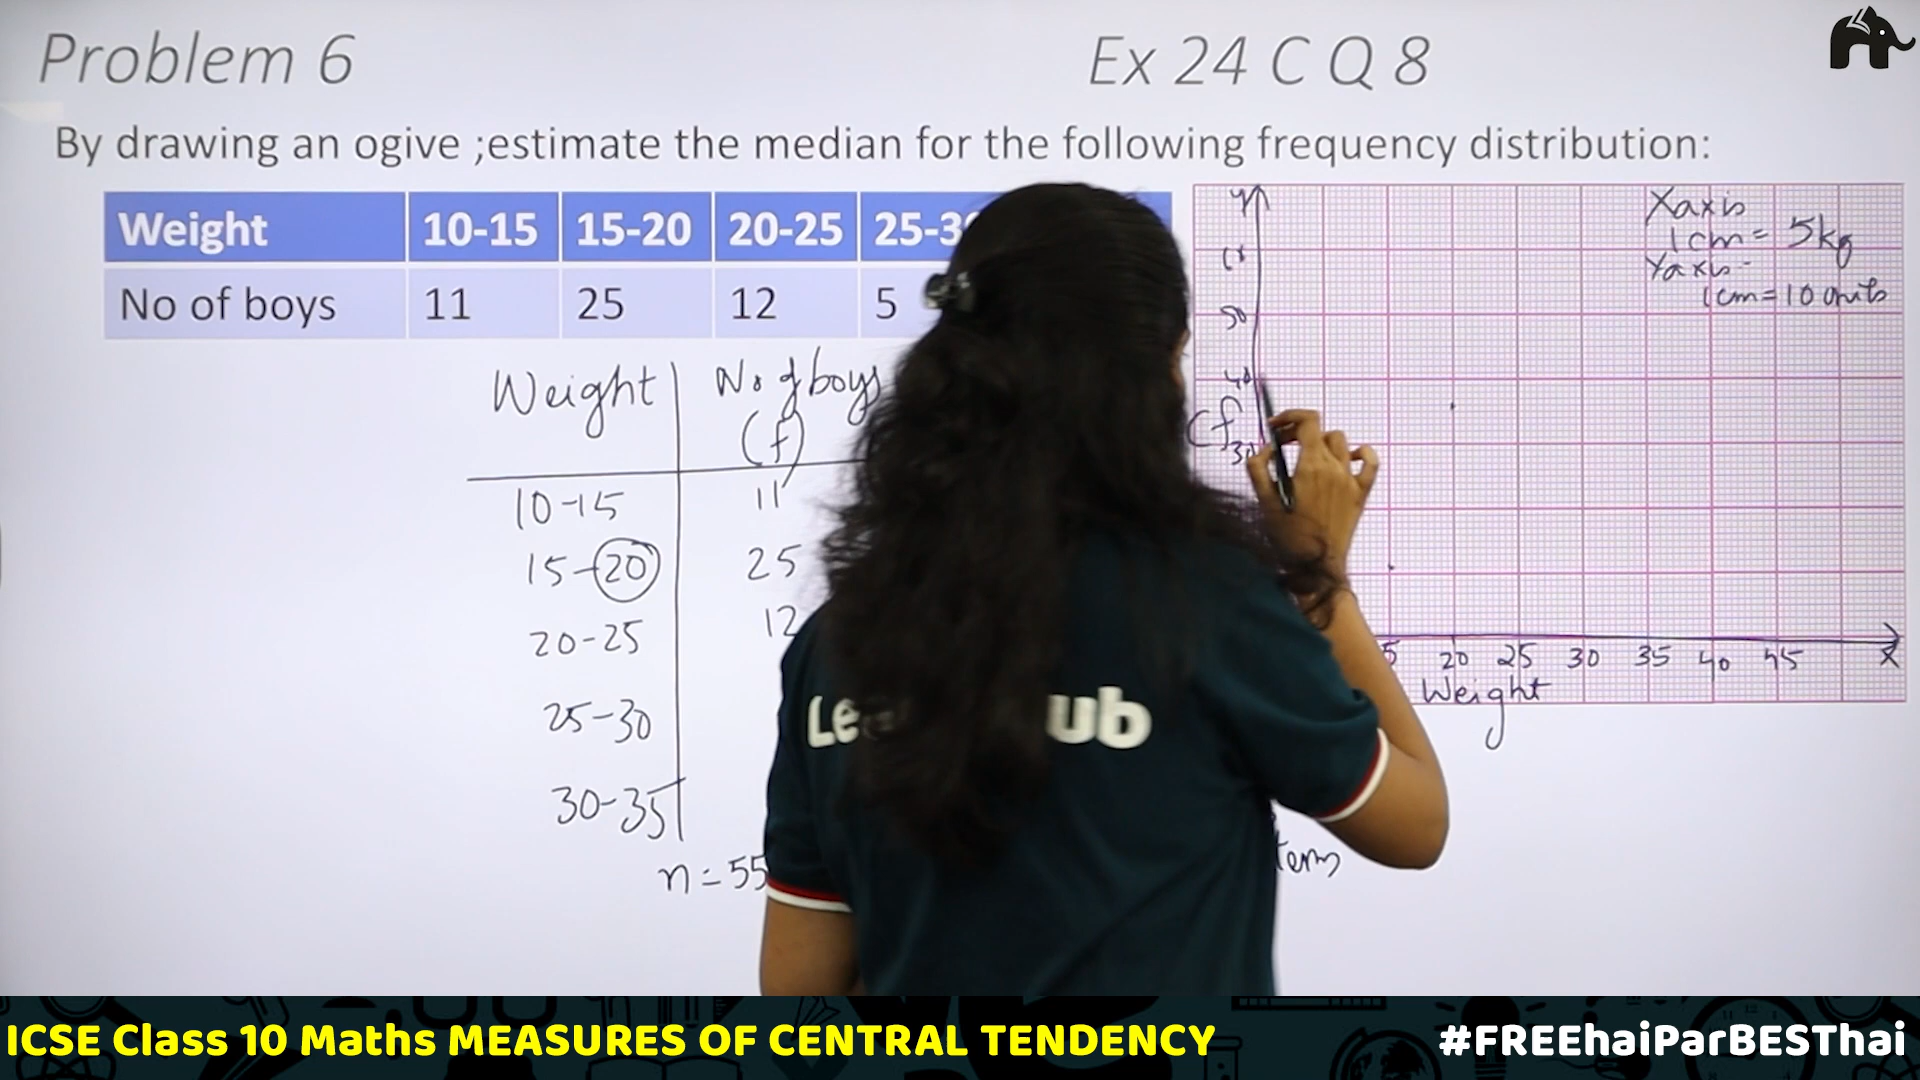 Problem 6
Ex 24 C Q 8
By drawing an ogive ;estimate the median for the following frequency distribution:
Weight 10-15 15-20 20-25
No of boys 11 25 12 5
Weight No of boys
(f)
10-15 11
15-20 25
20-25 12
25-30
30-35
n = 55
X axis
1cm = 5kg
Y axis
1cm = 10 units
y
50
40
Cf
30
20 25 30 35 40 45 X
Weight
terms
ub
ICSE Class 10 Maths MEASURES OF CENTRAL TENDENCY
#FREEhaiParBESThai